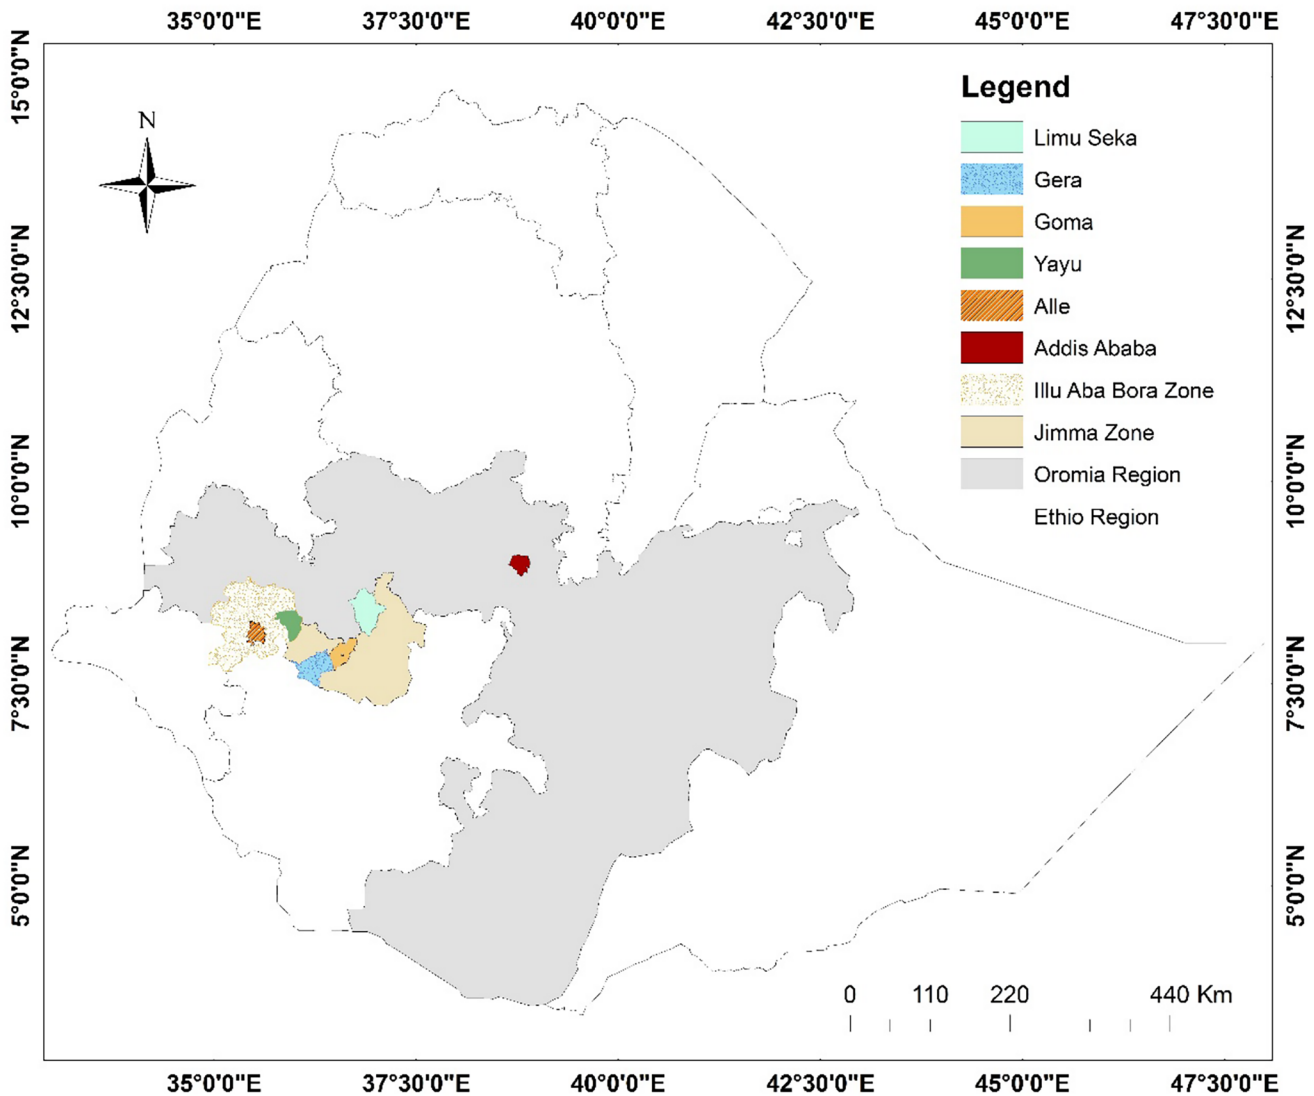 35°0'0"E 37°30'0"E 40°0'0"E 42°30'0"E 45°0'0"E 47°30'0"E
15°0'0"N
12°30'0"N
10°0'0"N
7°30'0"N
5°0'0"N
N
Legend
Limu Seka
Gera
Goma
Yayu
Alle
Addis Ababa
Illu Aba Bora Zone
Jimma Zone
Oromia Region
Ethio Region
12°30'0"N
10°0'0"N
7°30'0"N
5°0'0"N
0 110 220 440 Km
35°0'0"E 37°30'0"E 40°0'0"E 42°30'0"E 45°0'0"E 47°30'0"E